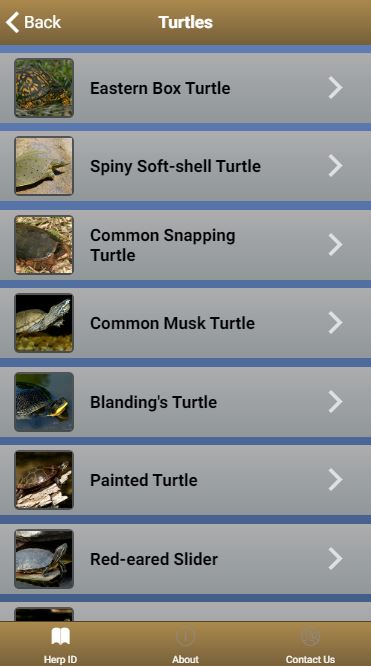 Back
Turtles
Eastern Box Turtle
Spiny Soft-shell Turtle
Common Snapping
Turtle
Common Musk Turtle
Blanding's Turtle
Painted Turtle
Red-eared Slider
Herp ID
About
Contact Us